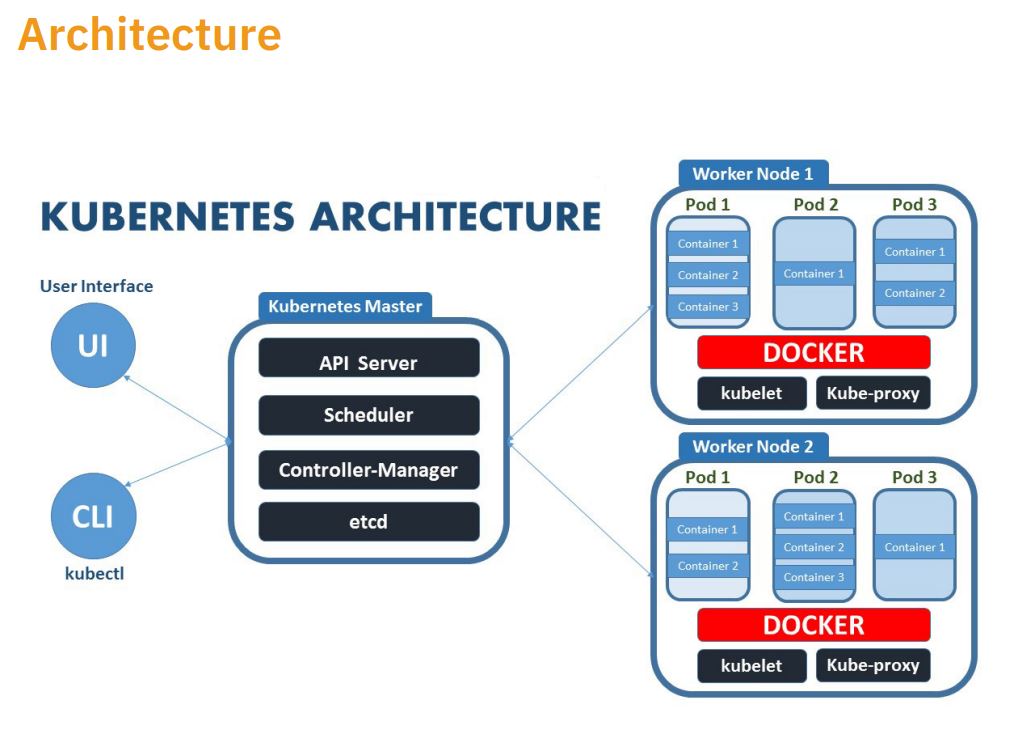 Architecture
KUBERNETES ARCHITECTURE
User Interface
UI
CLI
kubectl
Kubernetes Master
API Server
Scheduler
Controller-Manager
etcd
Worker Node 1
Pod 1
Container 1
Container 2
Container 3
Pod 2
Container 1
Pod 3
Container 1
Container 2
DOCKER
kubelet
Kube-proxy
Worker Node 2
Pod 1
Container 1
Container 2
Pod 2
Container 1
Container 2
Container 3
Pod 3
Container 1
DOCKER
kubelet
Kube-proxy